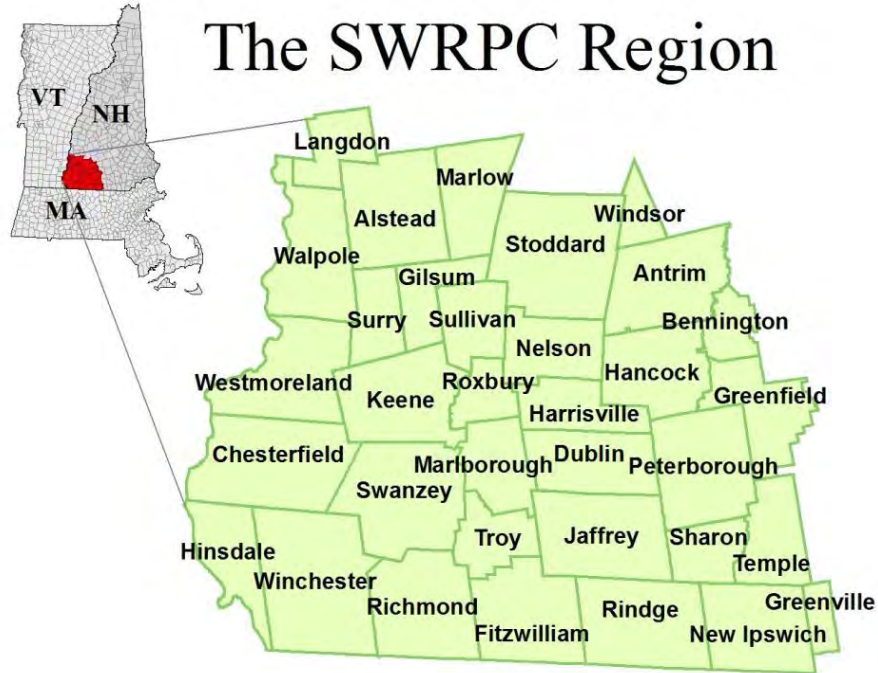 The SWRPC Region
VT
NH
MA
Langdon
Marlow
Alstead
Windsor
Stoddard
Walpole
Antrim
Gilsum
Surry
Sullivan
Bennington
Nelson
Westmoreland
Roxbury
Hancock
Keene
Greenfield
Harrisville
Chesterfield
Marlborough
Dublin
Peterborough
Swanzey
Troy
Jaffrey
Sharon
Hinsdale
Temple
Winchester
Richmond
Rindge
Greenville
Fitzwilliam
New Ipswich